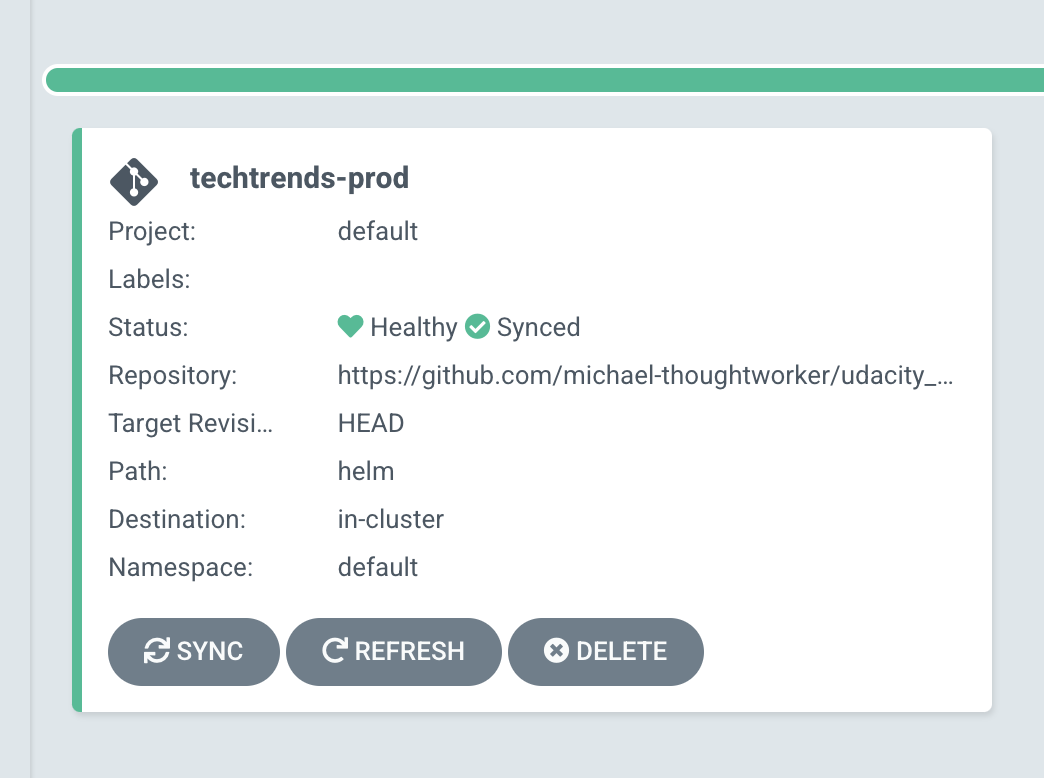 techtrends-prod
Project: default
Labels:
Status: Healthy Synced
Repository: https://github.com/michael-thoughtworker/udacity_...
Target Revisi... HEAD
Path: helm
Destination: in-cluster
Namespace: default
SYNC REFRESH DELETE